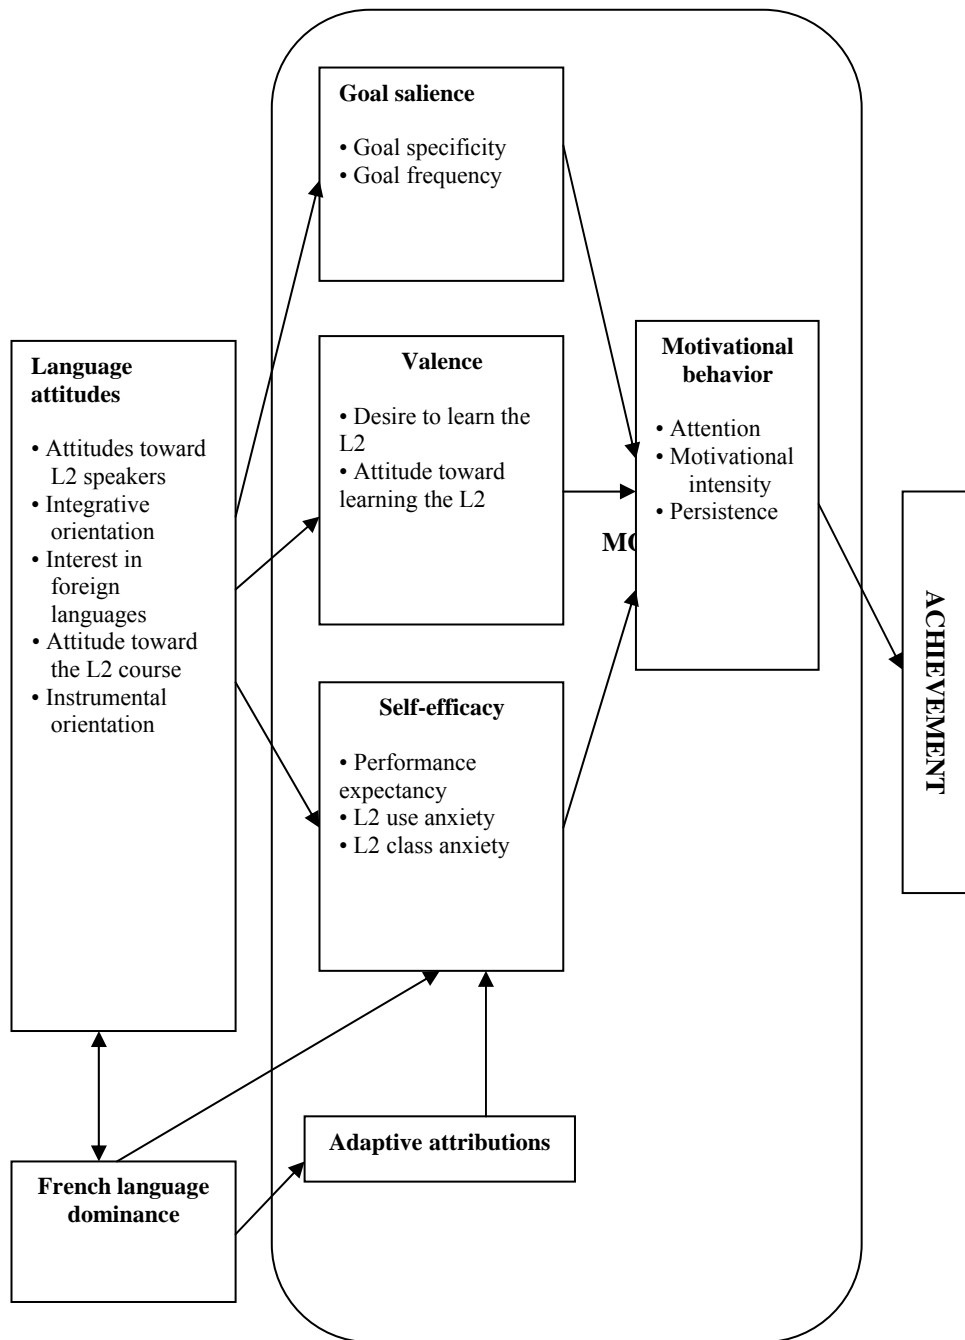 Goal salience
• Goal specificity
• Goal frequency
Language
attitudes
• Attitudes toward
L2 speakers
• Integrative
orientation
• Interest in
foreign
languages
• Attitude toward
the L2 course
• Instrumental
orientation
Valence
• Desire to learn the
L2
• Attitude toward
learning the L2
Motivational
behavior
• Attention
• Motivational
intensity
• Persistence
ACHIEVEMENT
Self-efficacy
• Performance
expectancy
• L2 use anxiety
• L2 class anxiety
Adaptive attributions
French language
dominance